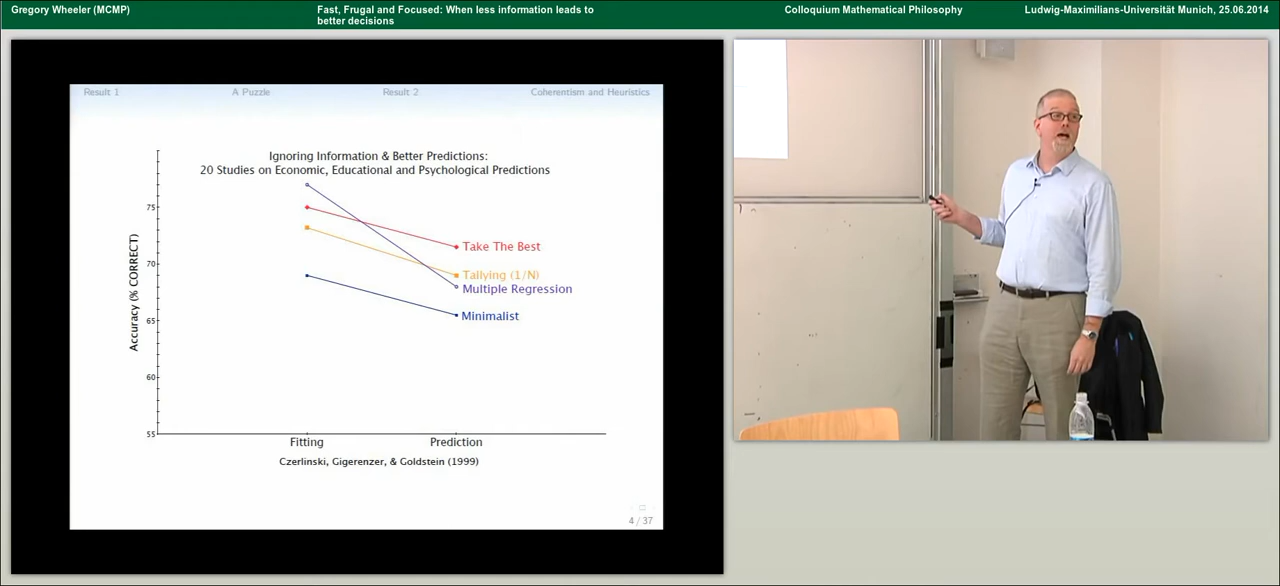 Gregory Wheeler (MCMP)
Fast, Frugal and Focused: When less information leads to
better decisions
Colloquium Mathematical Philosophy
Ludwig-Maximilians-Universität Munich, 25.06.2014
Result 1
A Puzzle
Result 2
Coherentism and Heuristics
Ignoring Information & Better Predictions:
20 Studies on Economic, Educational and Psychological Predictions
Accuracy (% CORRECT)
75
70
65
60
55
Take The Best
Tallying (1/N)
Multiple Regression
Minimalist
Fitting
Prediction
Czerlinski, Gigerenzer, & Goldstein (1999)
4 / 37